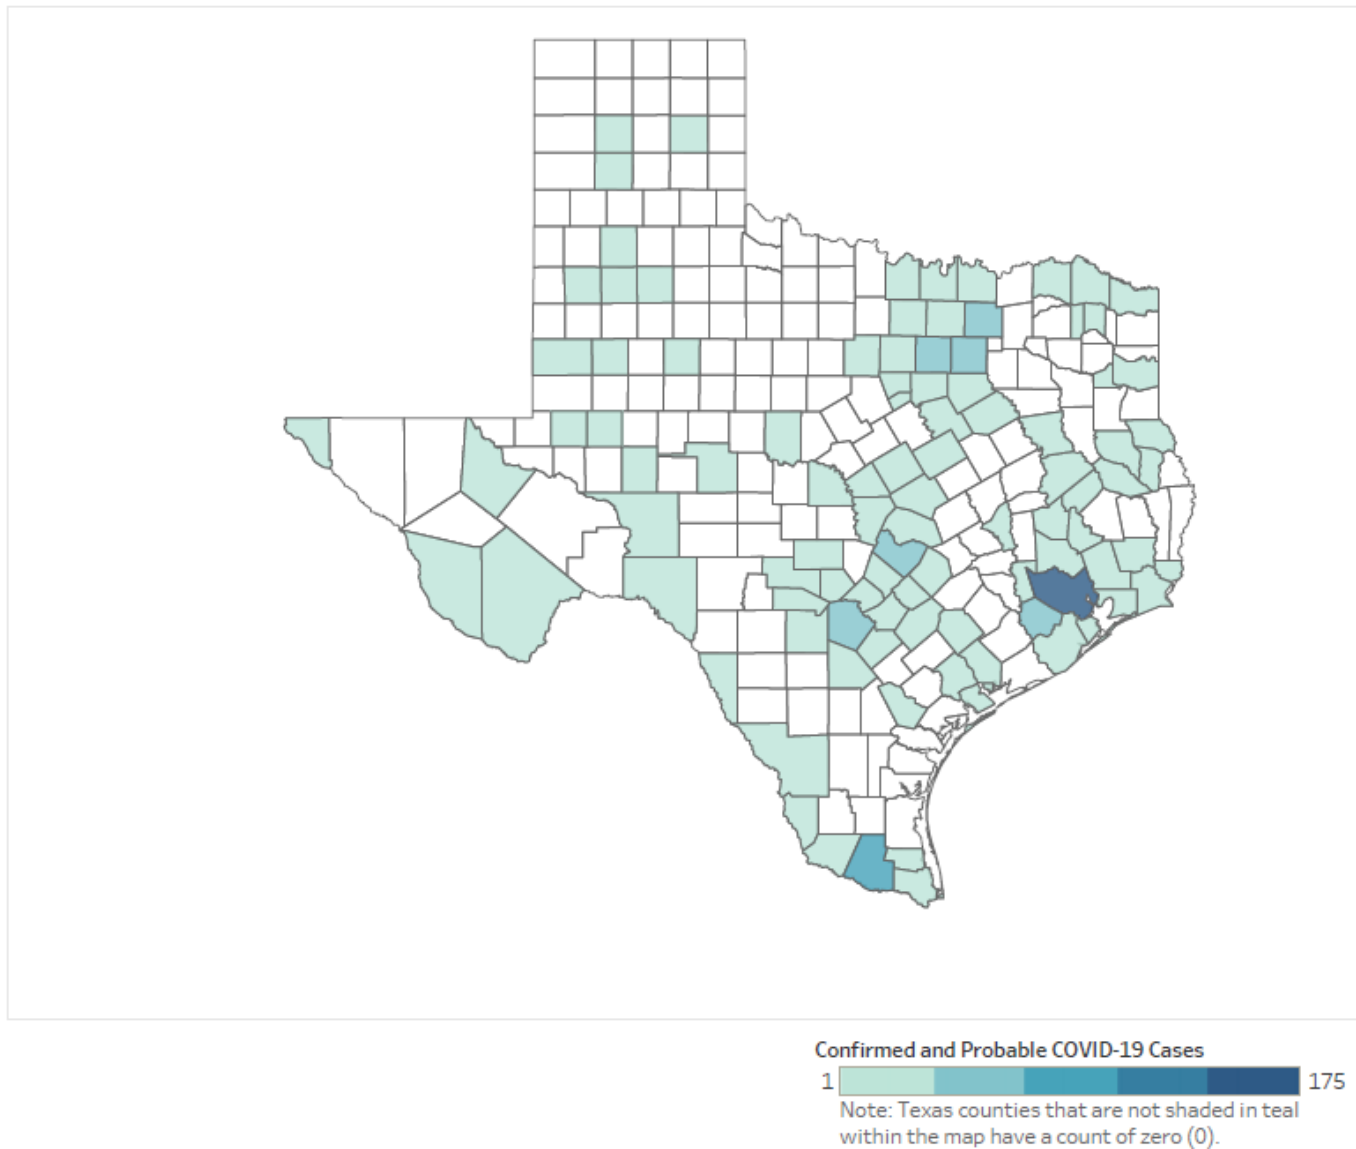 Confirmed and Probable COVID-19 Cases
1 175
Note: Texas counties that are not shaded in teal
within the map have a count of zero (0).